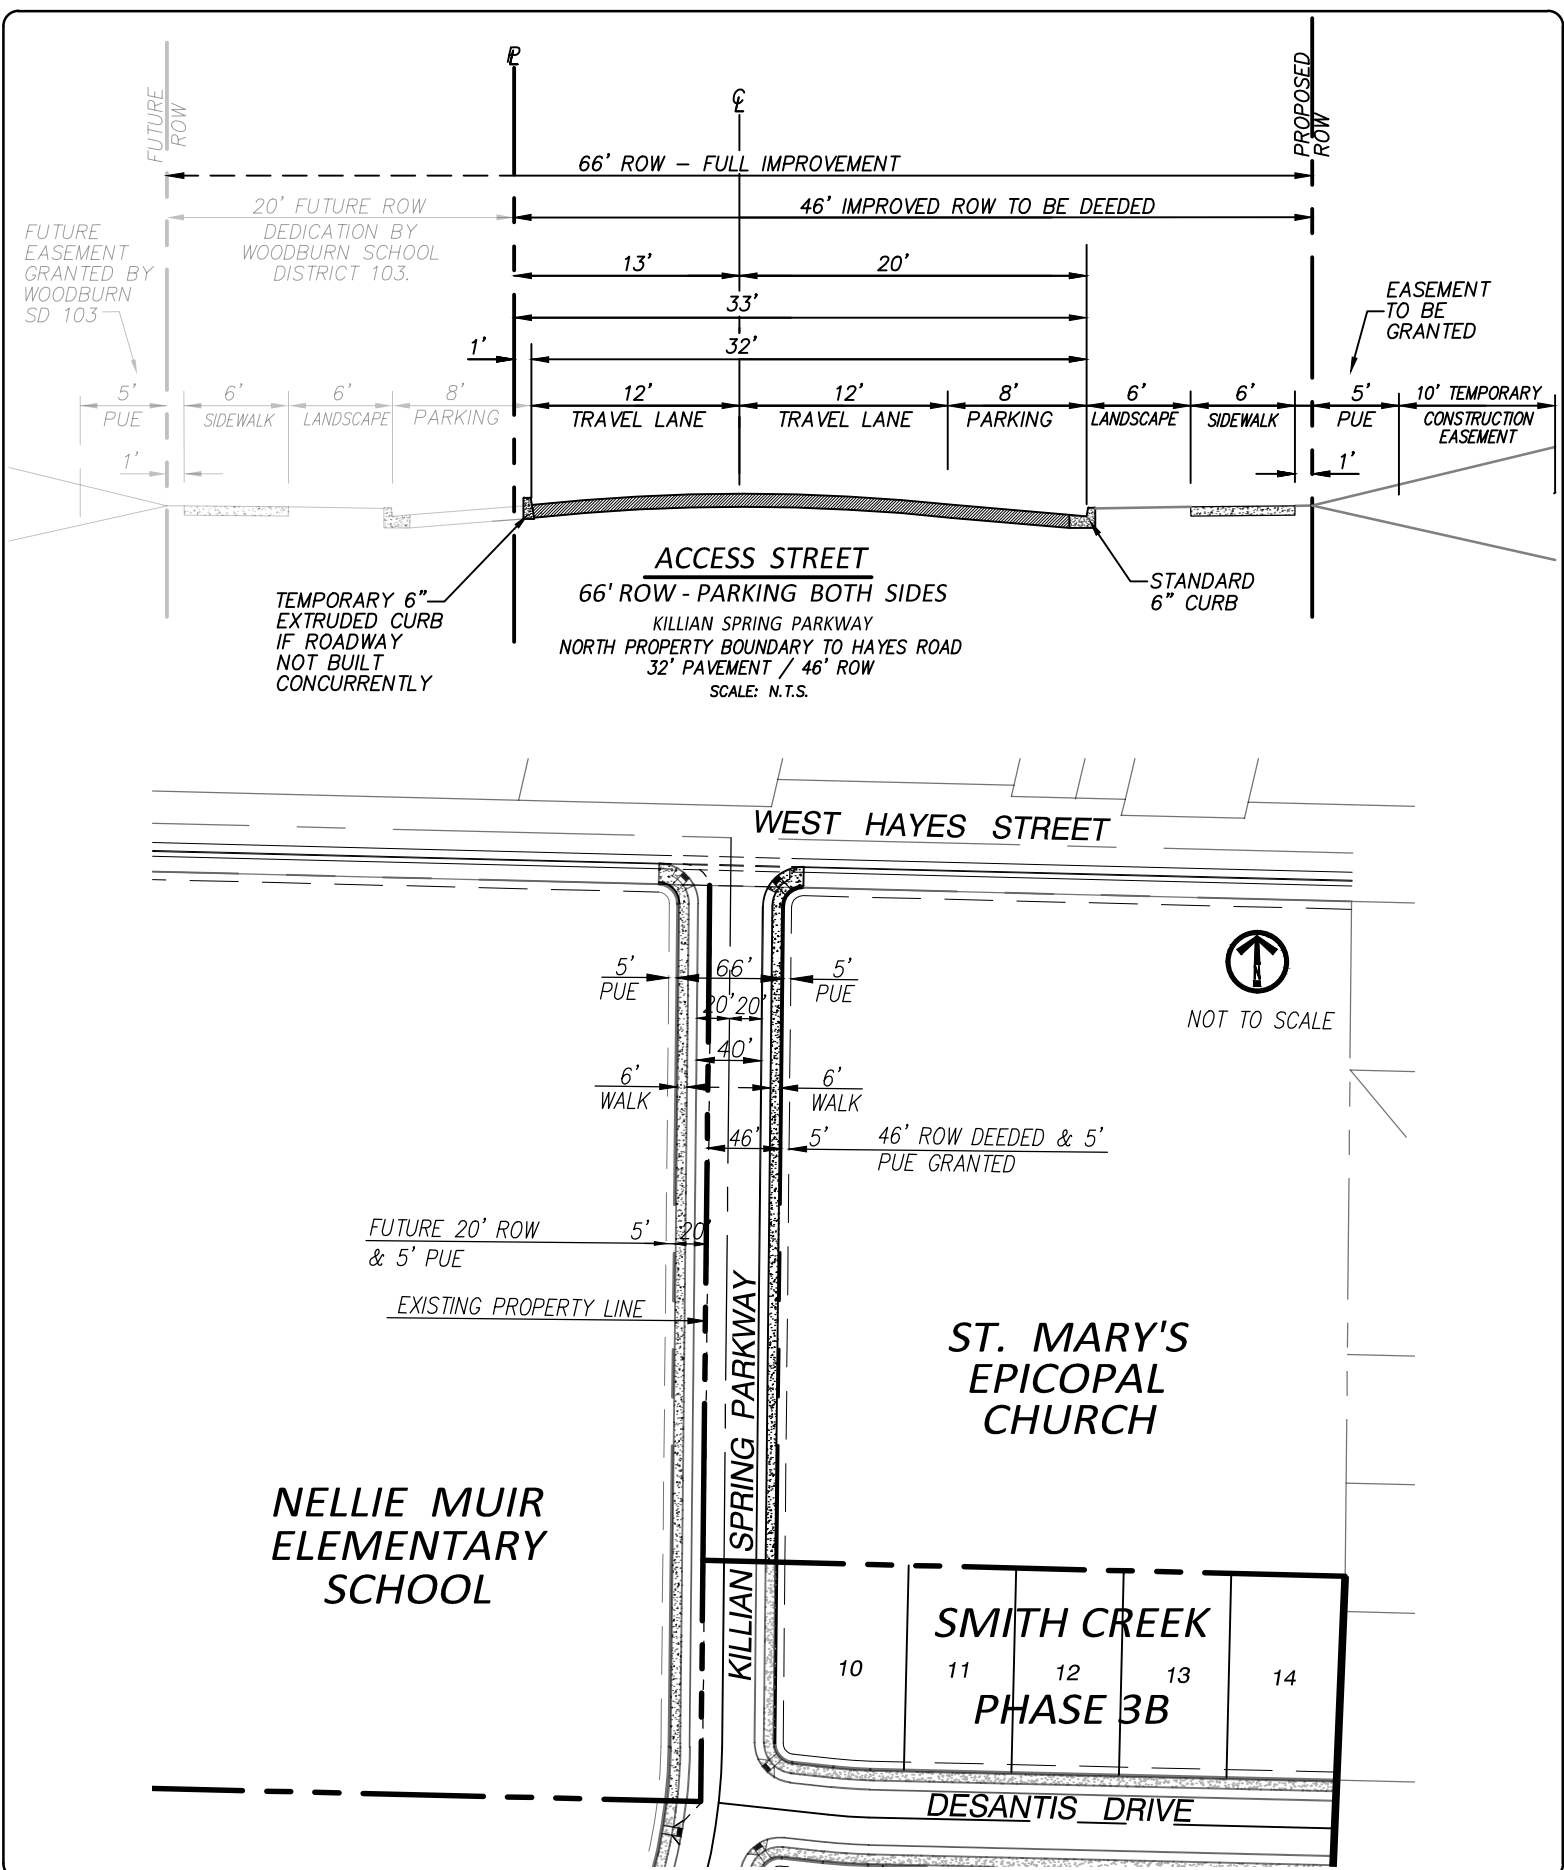 FUTURE
ROW
PL
CL
PROPOSED
ROW
66' ROW - FULL IMPROVEMENT
20' FUTURE ROW
DEDICATION BY
WOODBURN SCHOOL
DISTRICT 103.
46' IMPROVED ROW TO BE DEEDED
FUTURE
EASEMENT
GRANTED BY
WOODBURN
SD 103
13'
20'
EASEMENT
TO BE
GRANTED
33'
1'
32'
5'
PUE
6'
SIDEWALK
6'
LANDSCAPE
8'
PARKING
12'
TRAVEL LANE
12'
TRAVEL LANE
8'
PARKING
6'
LANDSCAPE
6'
SIDEWALK
5'
PUE
10' TEMPORARY
CONSTRUCTION
EASEMENT
1'
1'
TEMPORARY 6"
EXTRUDED CURB
IF ROADWAY
NOT BUILT
CONCURRENTLY
ACCESS STREET
66' ROW - PARKING BOTH SIDES
KILLIAN SPRING PARKWAY
NORTH PROPERTY BOUNDARY TO HAYES ROAD
32' PAVEMENT / 46' ROW
SCALE: N.T.S.
STANDARD
6" CURB
WEST HAYES STREET
5'
PUE
66'
5'
PUE
20'
20'
N
NOT TO SCALE
40'
6'
WALK
6'
WALK
46'
5'
46' ROW DEEDED & 5'
PUE GRANTED
FUTURE 20' ROW
& 5' PUE
5'
20'
EXISTING PROPERTY LINE
KILLIAN SPRING PARKWAY
ST. MARY'S
EPICOPAL
CHURCH
NELLIE MUIR
ELEMENTARY
SCHOOL
SMITH CREEK
10
11
12
13
14
PHASE 3B
DESANTIS DRIVE